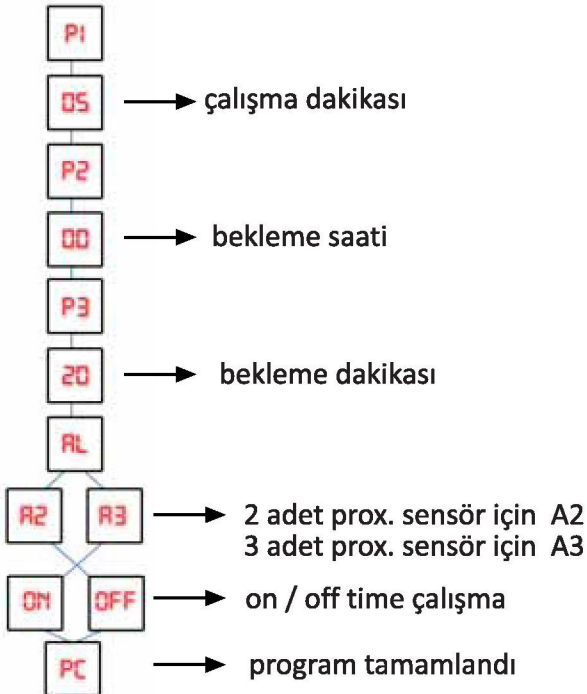 P1
05 çalışma dakikası
P2
00 bekleme saati
P3
20 bekleme dakikası
AL
A2 A3 2 adet prox. sensör için A2
3 adet prox. sensör için A3
ON OFF on / off time çalışma
PC program tamamlandı